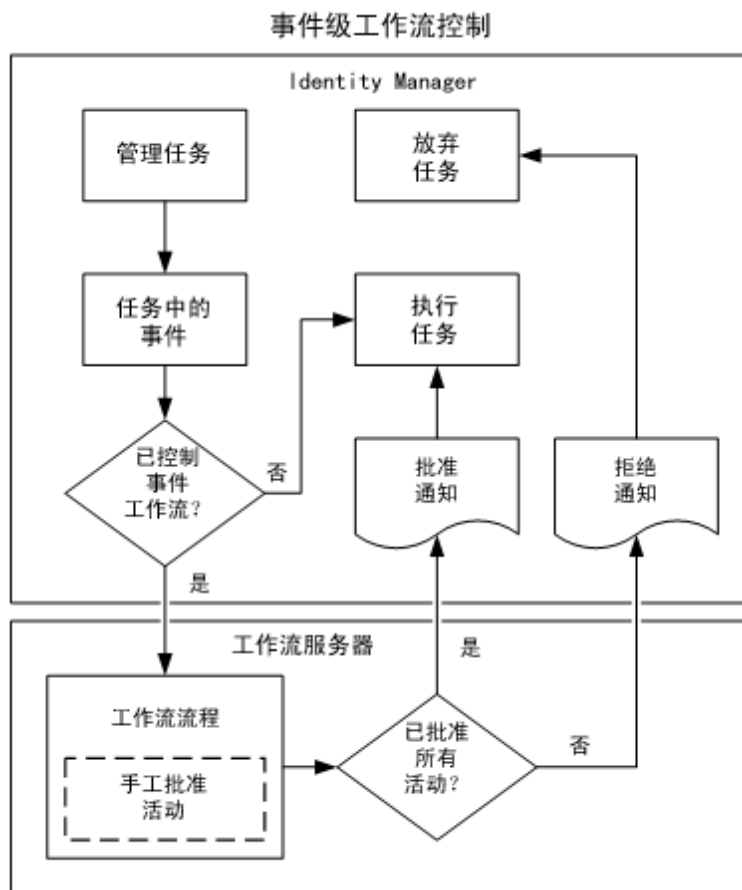 事件级工作流控制
Identity Manager
管理任务
放弃
任务
任务中的
事件
执行
任务
已控制
事件
工作流?
否
批准
通知
拒绝
通知
是
工作流服务器
是
工作流流程
手工批准
活动
已批准
所有
活动?
否